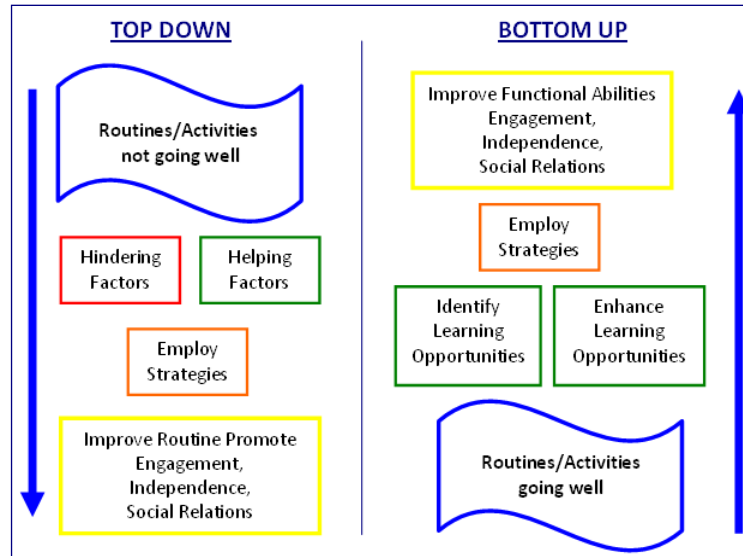 TOP DOWN
Routines/Activities
not going well
Hindering
Factors
Helping
Factors
Employ
Strategies
Improve Routine Promote
Engagement,
Independence,
Social Relations
BOTTOM UP
Improve Functional Abilities
Engagement,
Independence,
Social Relations
Employ
Strategies
Identify
Learning
Opportunities
Enhance
Learning
Opportunities
Routines/Activities
going well